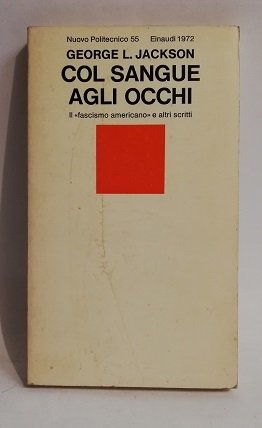 Nuovo Politecnico 55 Einaudi 1972
GEORGE L. JACKSON
COL SANGUE
AGLI OCCHI
Il «fascismo americano» e altri scritti